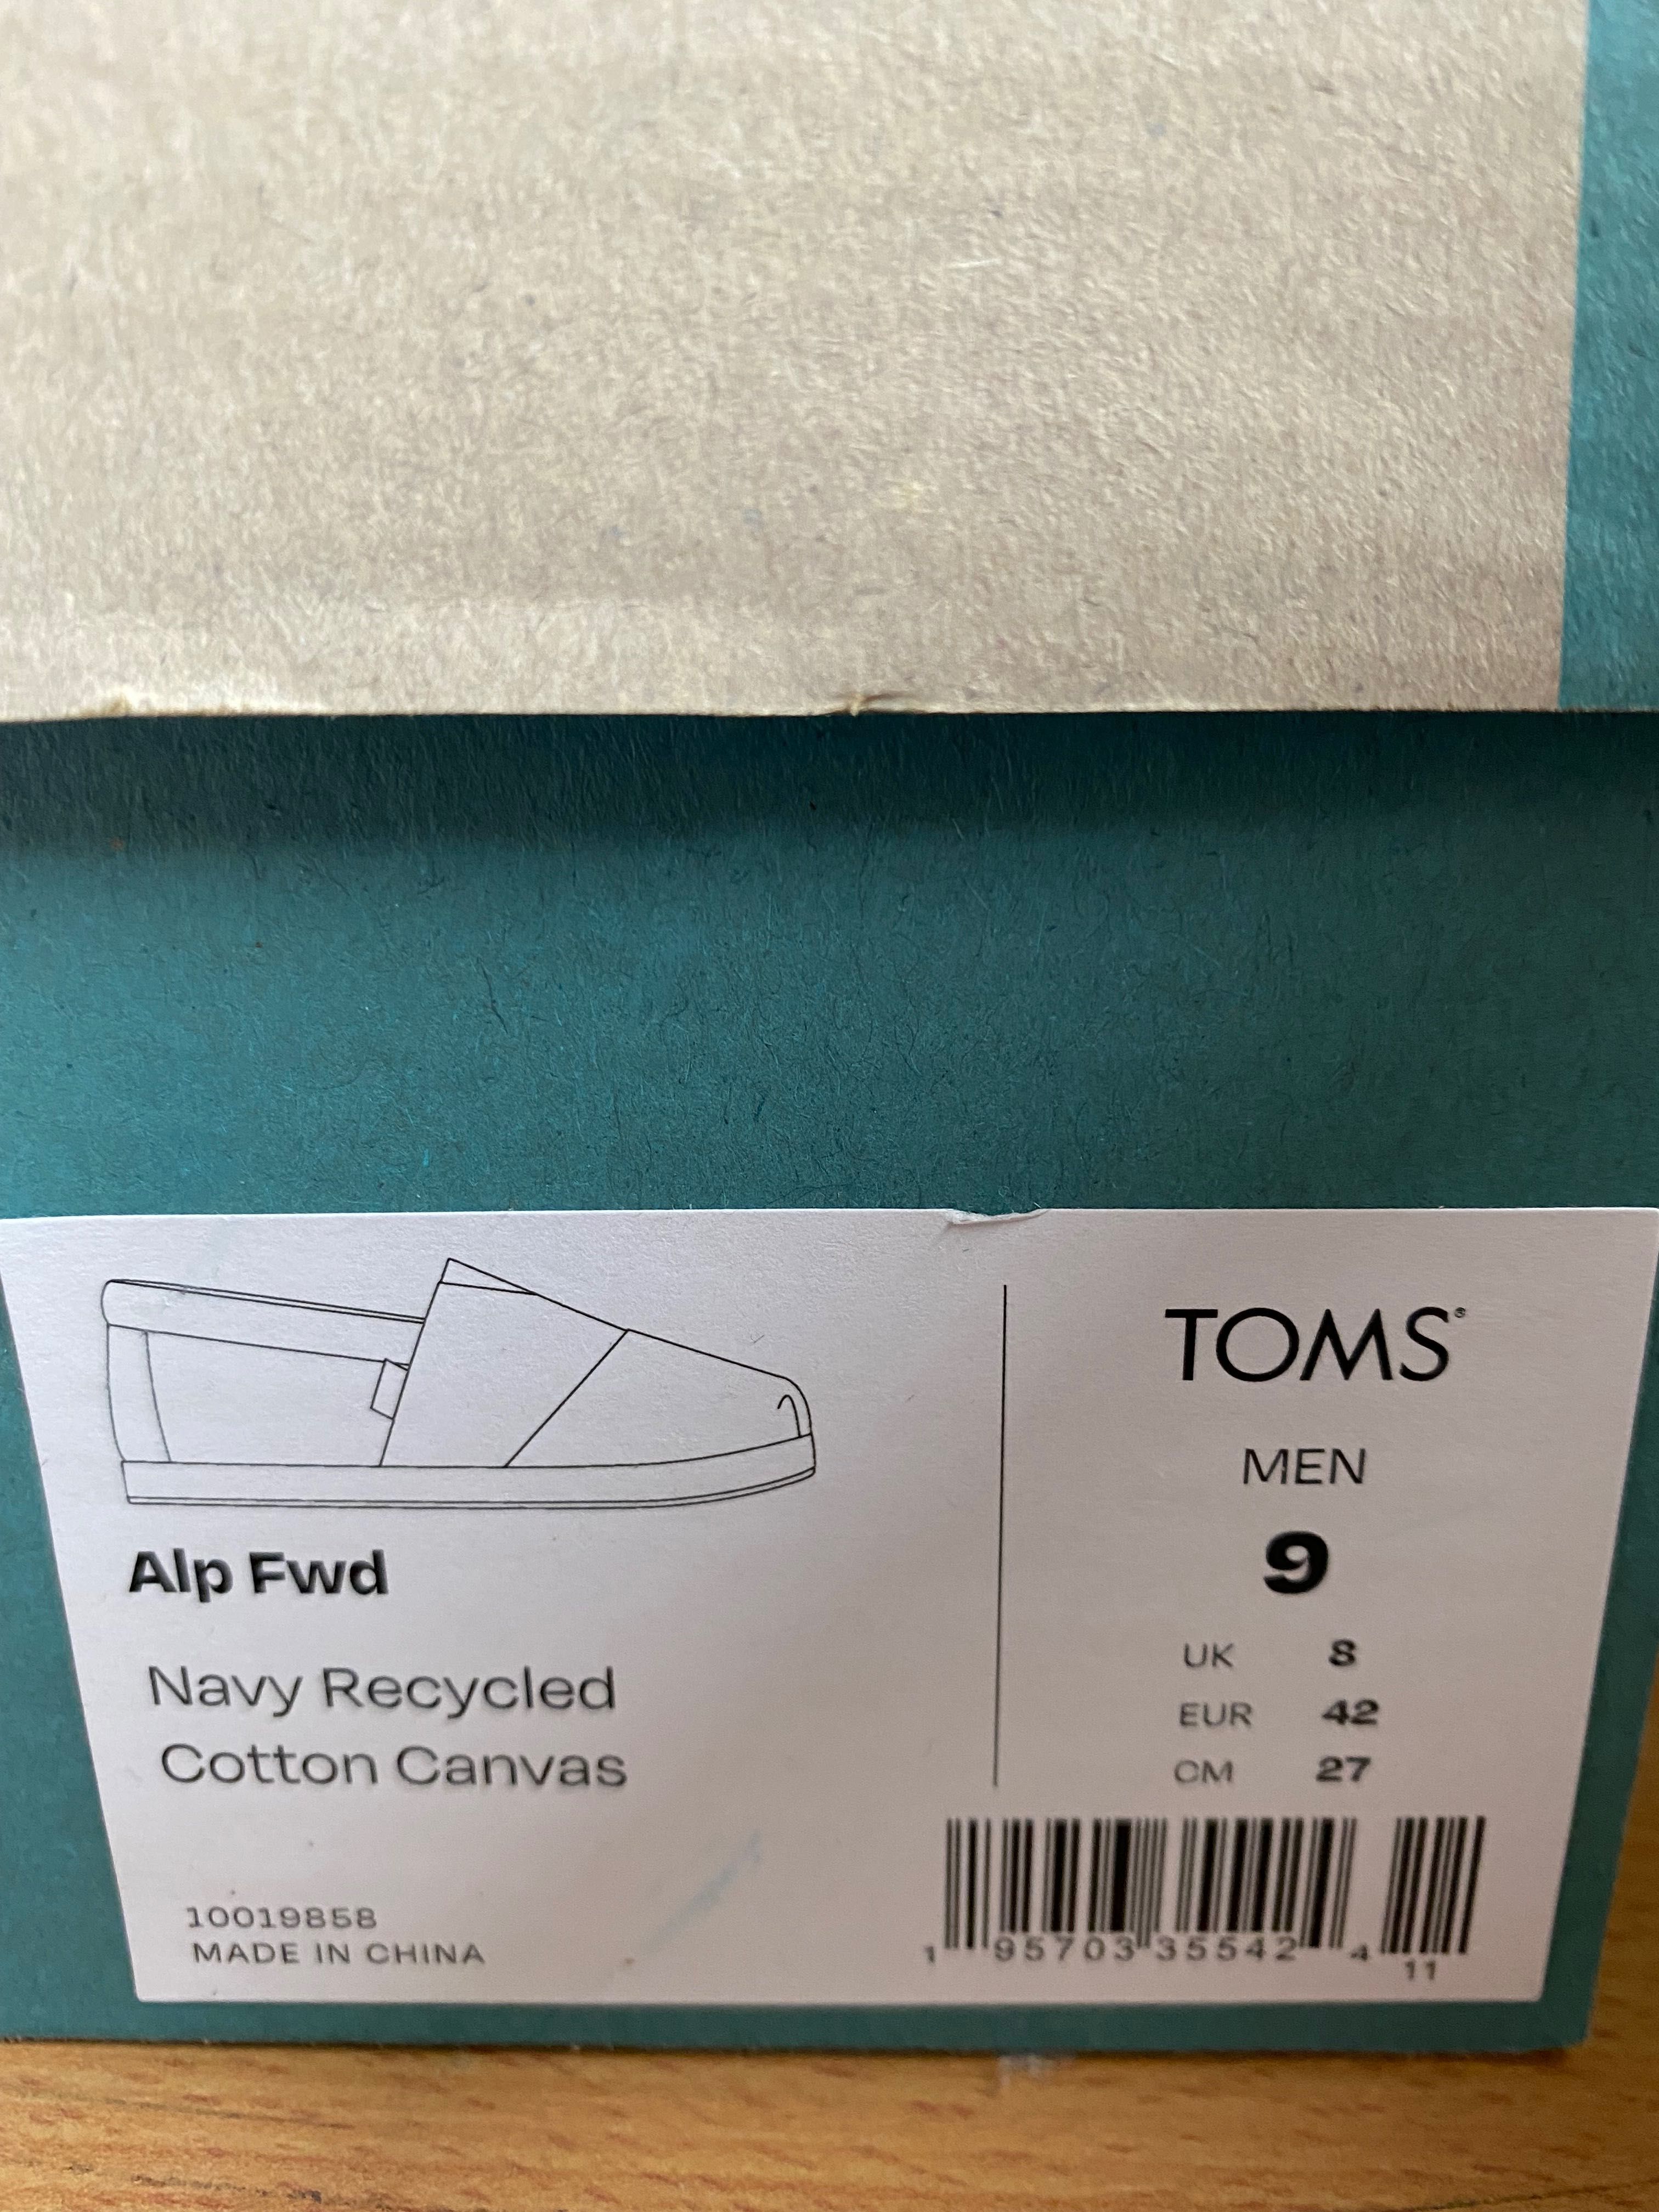 Alp Fwd
Navy Recycled
Cotton Canvas
10019858
MADE IN CHINA
TOMS®
MEN
9
UK 8
EUR 42
CM 27
1 95703 35542 4 11